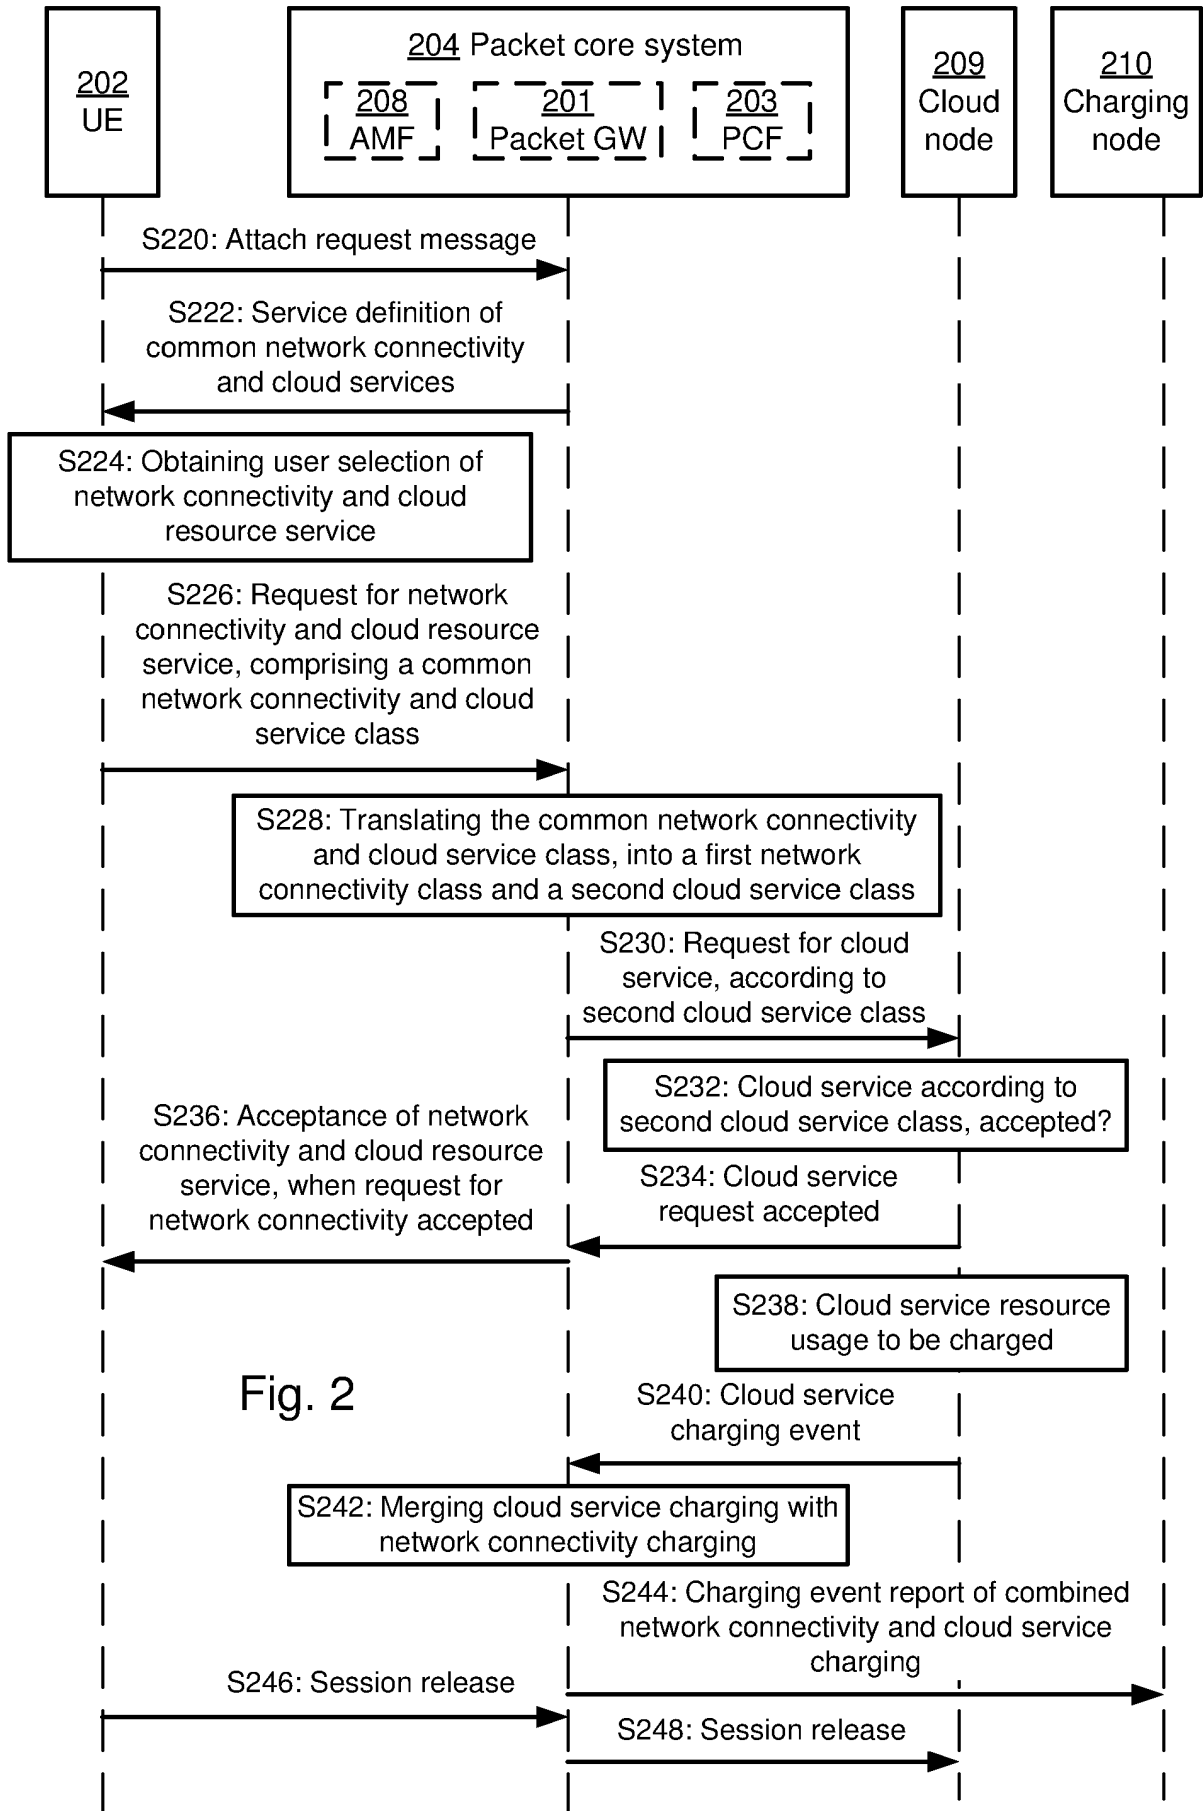 202
UE
204 Packet core system
208
AMF
201
Packet GW
203
PCF
209
Cloud
node
210
Charging
node
S220: Attach request message
S222: Service definition of
common network connectivity
and cloud services
S224: Obtaining user selection of
network connectivity and cloud
resource service
S226: Request for network
connectivity and cloud resource
service, comprising a common
network connectivity and cloud
service class
S228: Translating the common network connectivity
and cloud service class, into a first network
connectivity class and a second cloud service class
S230: Request for cloud
service, according to
second cloud service class
S232: Cloud service according to
second cloud service class, accepted?
S234: Cloud service
request accepted
S236: Acceptance of network
connectivity and cloud resource
service, when request for
network connectivity accepted
S238: Cloud service resource
usage to be charged
Fig. 2
S240: Cloud service
charging event
S242: Merging cloud service charging with
network connectivity charging
S244: Charging event report of combined
network connectivity and cloud service
charging
S246: Session release
S248: Session release